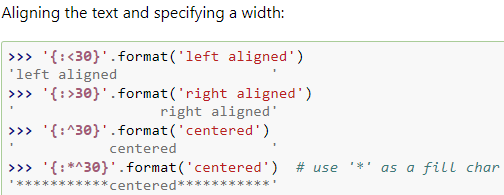 Aligning the text and specifying a width:
>>> '{:<30}'.format('left aligned')
'left aligned                  '
>>> '{:>30}'.format('right aligned')
'                 right aligned'
>>> '{:^30}'.format('centered')
'           centered           '
>>> '{:*^30}'.format('centered')  # use '*' as a fill char
'***********centered***********'